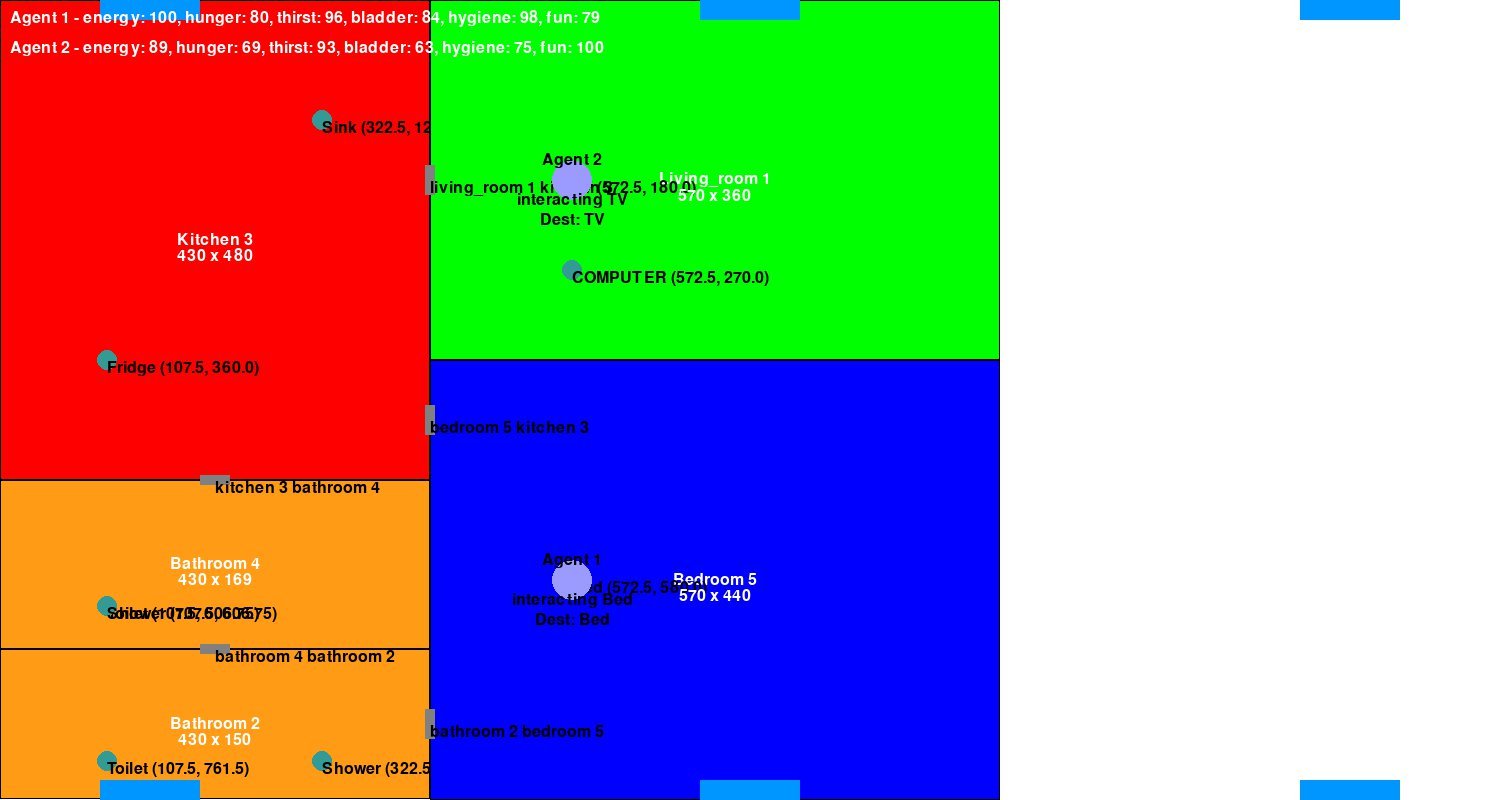 Agent 1 - energy: 100, hunger: 80, thirst: 96, bladder: 84, hygiene: 98, fun: 79
Agent 2 - energy: 89, hunger: 69, thirst: 93, bladder: 63, hygiene: 75, fun: 100
Sink (322.5, 12
Agent 2
Living_room 1
570 x 360
living_room 1 (572.5, 180.0)
interacting TV
Dest: TV
Kitchen 3
430 x 480
COMPUTER (572.5, 270.0)
Fridge (107.5, 360.0)
bedroom 5 kitchen 3
kitchen 3 bathroom 4
Bathroom 4
430 x 169
Agent 1
Bedroom 5
570 x 440
interacting Bed
Dest: Bed
bathroom 4 bathroom 2
Bathroom 2
430 x 150
bathroom 2 bedroom 5
Toilet (107.5, 761.5)
Shower (322.5